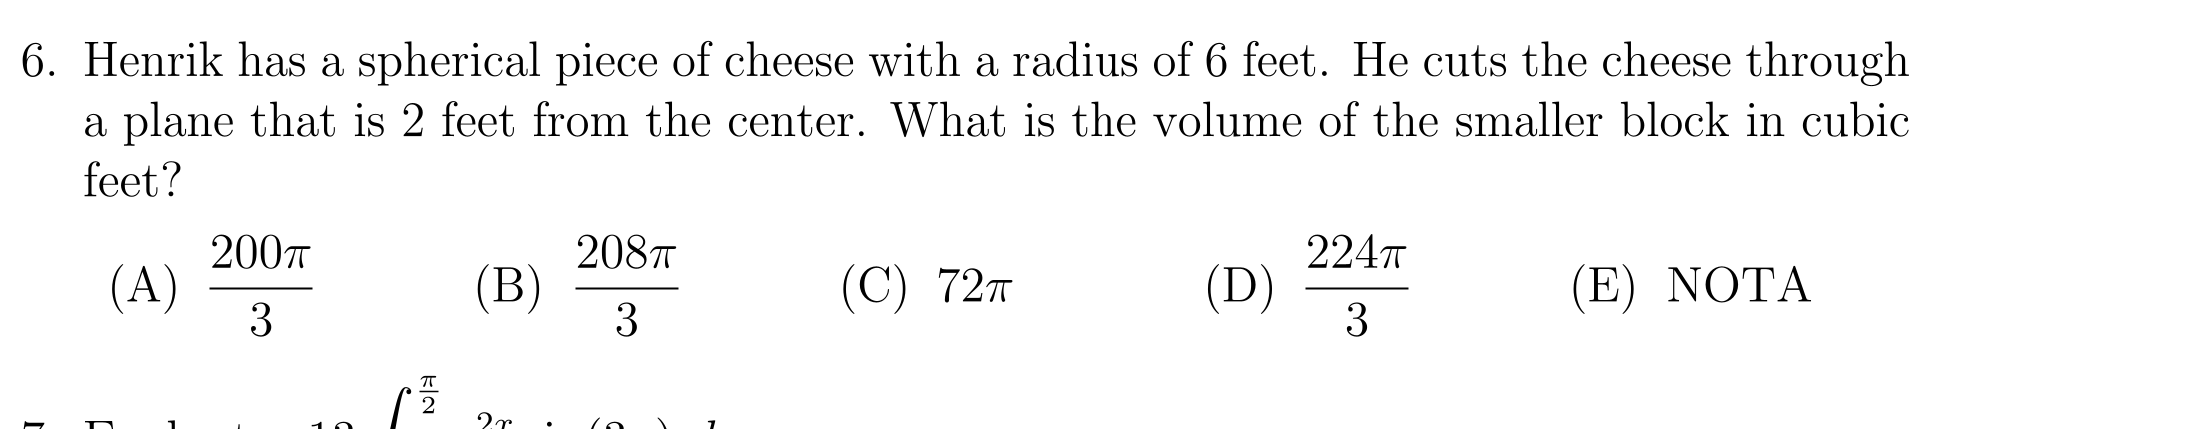 6. Henrik has a spherical piece of cheese with a radius of 6 feet. He cuts the cheese through
a plane that is 2 feet from the center. What is the volume of the smaller block in cubic
feet?
(A) 200π/3 (B) 208π/3 (C) 72π (D) 224π/3 (E) NOTA